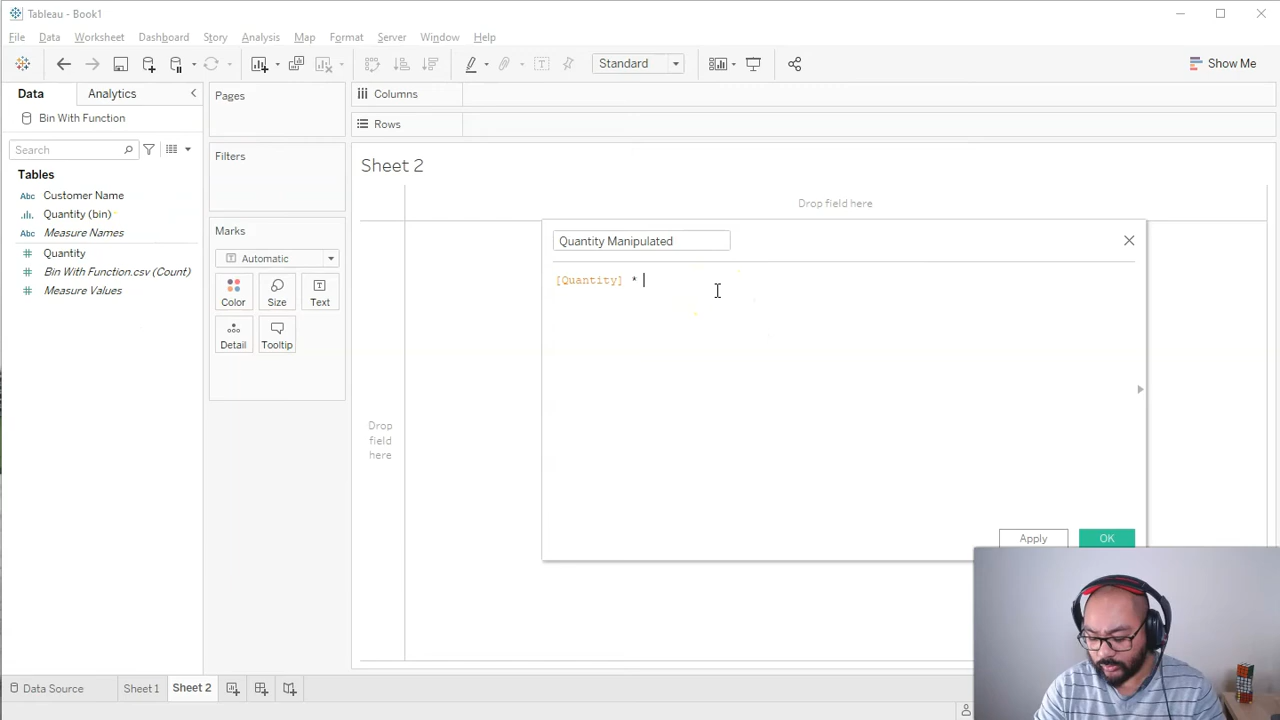 Tableau - Book1
File Data Worksheet Dashboard Story Analysis Map Format Server Window Help
Standard
Show Me
Data Analytics
Bin With Function
Search
Tables
Abc Customer Name
Quantity (bin)
Abc Measure Names
# Quantity
# Bin With Function.csv (Count)
# Measure Values
Pages
Filters
Marks
T Automatic
Color Size Text
Detail Tooltip
Columns
Rows
Sheet 2
Drop field here
Drop
field
here
Quantity Manipulated
[Quantity] *
Apply OK
Data Source Sheet 1 Sheet 2